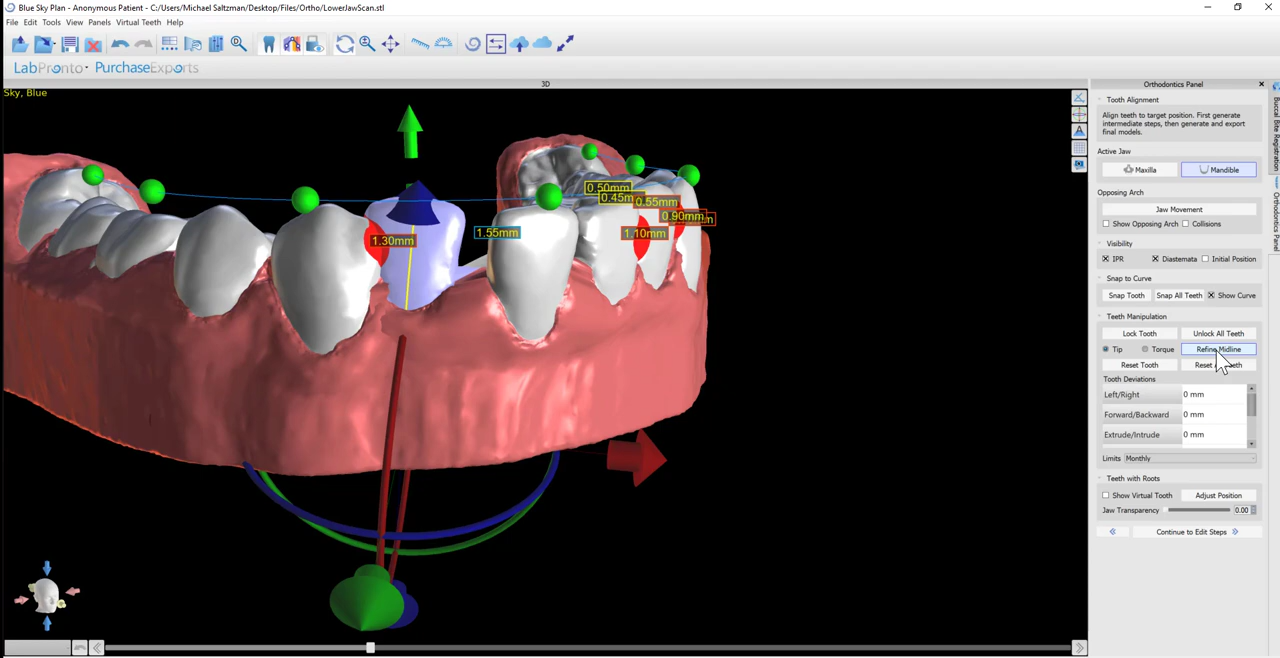 Blue Sky Plan - Anonymous Patient - C:/Users/Michael Saltzman/Desktop/Files/Ortho/LowerJawScan.stl
File Edit Tools View Panels Virtual Teeth Help
LabPronto PurchaseExports
3D
Sky, Blue
0.50mm
0.45m
0.55mm
0.90mm
1.10mm
1.30mm
1.55mm
Orthodontics Panel
Tooth Alignment
Align teeth to target position. First generate
intermediate steps, then generate and export
final models.
Active Jaw
Maxilla Mandible
Opposing Arch
Jaw Movement
Show Opposing Arch Collisions
Visibility
IPR Diastemata Initial Position
Snap to Curve
Snap Tooth Snap All Teeth Show Curve
Teeth Manipulation
Lock Tooth Unlock All Teeth
Tip Torque Refine Midline
Reset Tooth Reset eeth
Tooth Deviations
Left/Right 0 mm
Forward/Backward 0 mm
Extrude/Intrude 0 mm
Limits Monthly
Teeth with Roots
Show Virtual Tooth Adjust Position
Jaw Transparency 0.00
Continue to Edit Steps
Buccal Bite Registration
Orthodontics Panel